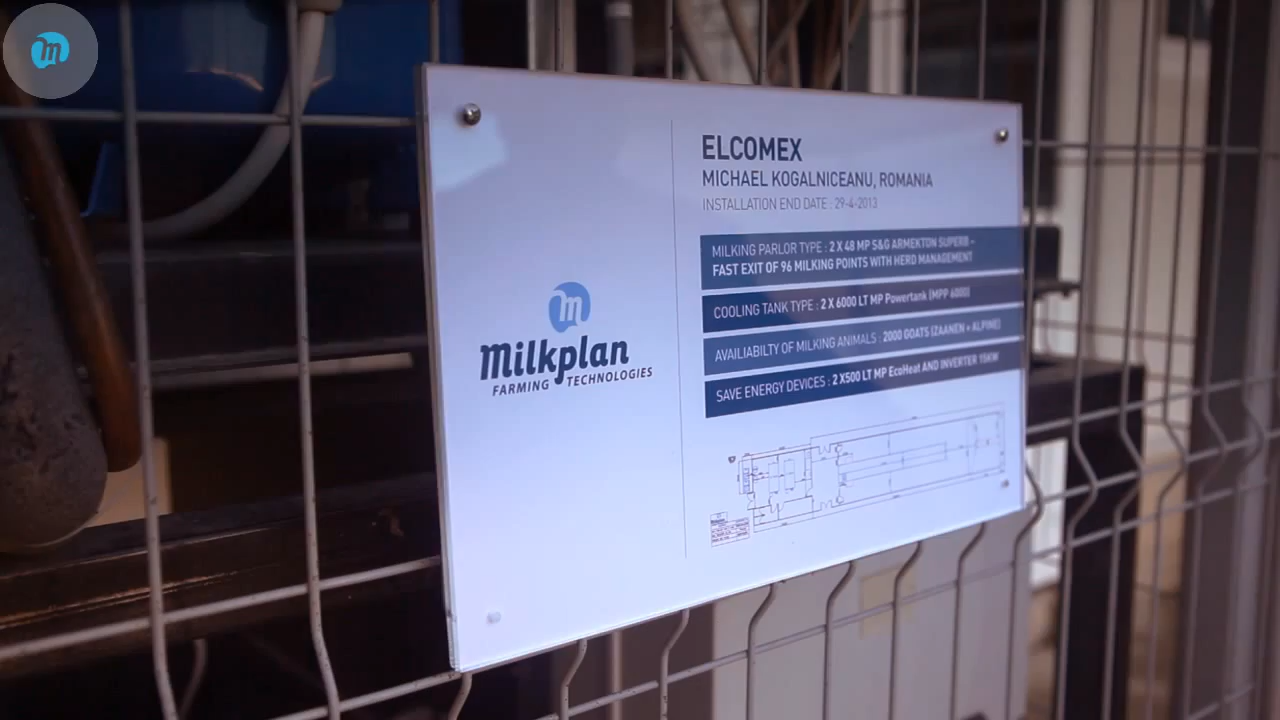 m
ELCOMEX
MICHAEL KOGALNICEANU, ROMANIA
INSTALLATION END DATE : 29-4-2013
MILKING PARLOR TYPE : 2 X 48 MP S&G ARMEKTON SUPERB –
FAST EXIT OF 96 MILKING POINTS WITH HERD MANAGEMENT
COOLING TANK TYPE : 2 X 6000 LT MP Powertank (MPP 6000)
AVAILIABILTY OF MILKING ANIMALS : 2000 GOATS (ZAANEN + ALPINE)
SAVE ENERGY DEVICES : 2 X500 LT MP EcoHeat AND INVERTER 15KW
m
Milkplan
FARMING TECHNOLOGIES